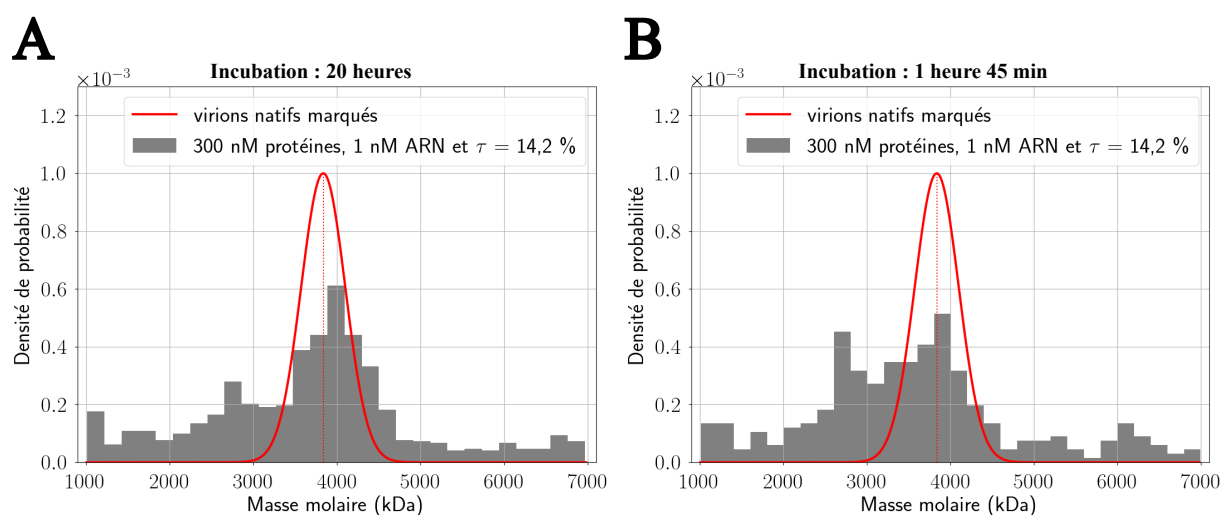 A
Incubation : 20 heures
×10⁻³
virions natifs marqués
300 nM protéines, 1 nM ARN et τ = 14,2 %
Densité de probabilité
1.2
1.0
0.8
0.6
0.4
0.2
0.0
1000 2000 3000 4000 5000 6000 7000
Masse molaire (kDa)
B
Incubation : 1 heure 45 min
×10⁻³
virions natifs marqués
300 nM protéines, 1 nM ARN et τ = 14,2 %
Densité de probabilité
1.2
1.0
0.8
0.6
0.4
0.2
0.0
1000 2000 3000 4000 5000 6000 7000
Masse molaire (kDa)